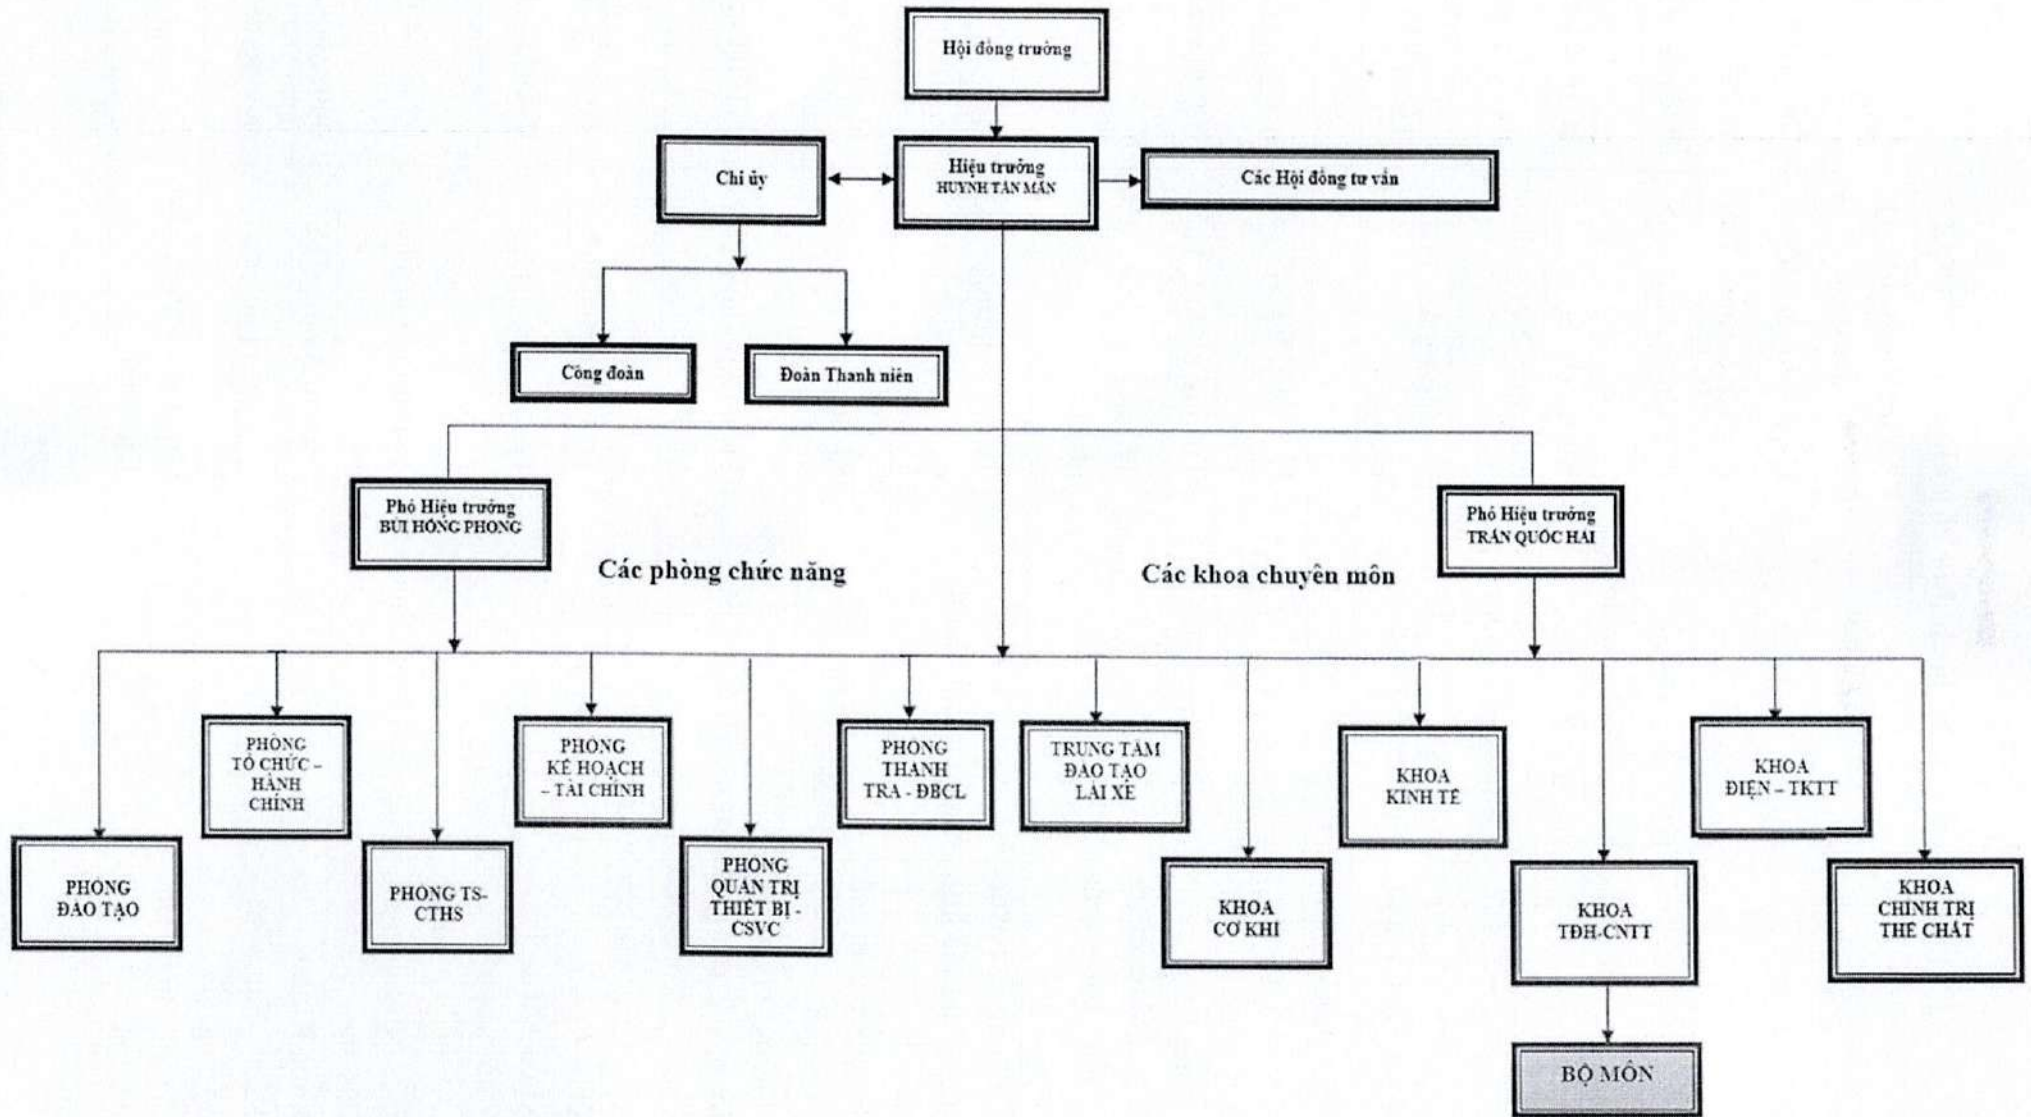 Hội đồng trường
Chi ủy
Hiệu trưởng
HUỲNH TẤN MẪN
Các Hội đồng tư vấn
Công đoàn
Đoàn Thanh niên
Phó Hiệu trưởng
BÙI HỒNG PHONG
Phó Hiệu trưởng
TRẦN QUỐC HẢI
Các phòng chức năng
Các khoa chuyên môn
PHÒNG
TỔ CHỨC –
HÀNH
CHÍNH
PHÒNG
KẾ HOẠCH
– TÀI CHÍNH
PHÒNG
THANH
TRA - ĐBCL
TRUNG TÂM
ĐÀO TẠO
LÁI XE
KHOA
KINH TẾ
KHOA
ĐIỆN – TKTT
PHÒNG
ĐÀO TẠO
PHÒNG TS-
CTHS
PHÒNG
QUẢN TRỊ
THIẾT BỊ -
CSVC
KHOA
CƠ KHÍ
KHOA
TĐH-CNTT
KHOA
CHÍNH TRỊ
THỂ CHẤT
BỘ MÔN